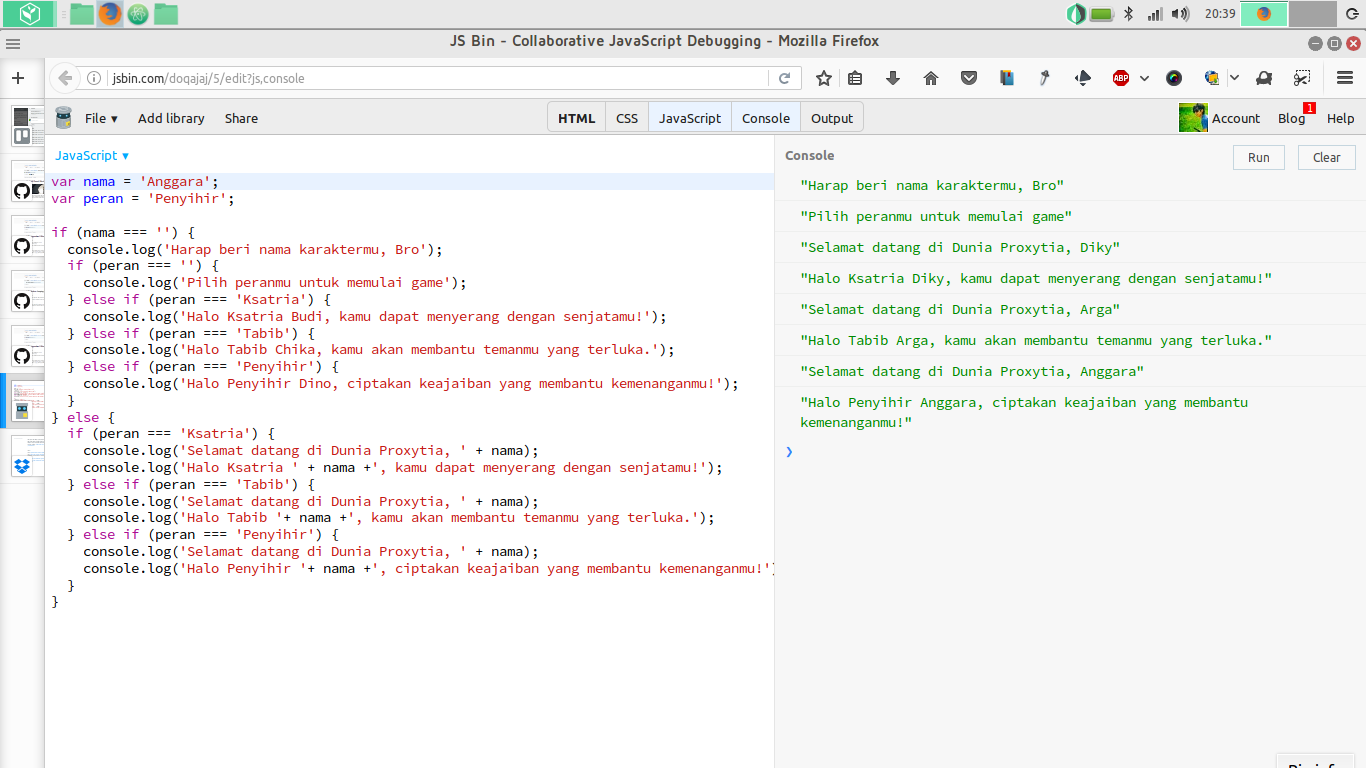 20:39
JS Bin - Collaborative JavaScript Debugging - Mozilla Firefox
jsbin.com/doqajaj/5/edit?js,console
ABP
File ▾ Add library Share HTML CSS JavaScript Console Output Account Blog 1 Help
JavaScript ▾
var nama = 'Anggara';
var peran = 'Penyihir';
if (nama === '') {
console.log('Harap beri nama karaktermu, Bro');
if (peran === '') {
console.log('Pilih peranmu untuk memulai game');
} else if (peran === 'Ksatria') {
console.log('Halo Ksatria Budi, kamu dapat menyerang dengan senjatamu!');
} else if (peran === 'Tabib') {
console.log('Halo Tabib Chika, kamu akan membantu temanmu yang terluka.');
} else if (peran === 'Penyihir') {
console.log('Halo Penyihir Dino, ciptakan keajaiban yang membantu kemenanganmu!');
}
} else {
if (peran === 'Ksatria') {
console.log('Selamat datang di Dunia Proxytia, ' + nama);
console.log('Halo Ksatria ' + nama +', kamu dapat menyerang dengan senjatamu!');
} else if (peran === 'Tabib') {
console.log('Selamat datang di Dunia Proxytia, ' + nama);
console.log('Halo Tabib '+ nama +', kamu akan membantu temanmu yang terluka.');
} else if (peran === 'Penyihir') {
console.log('Selamat datang di Dunia Proxytia, ' + nama);
console.log('Halo Penyihir '+ nama +', ciptakan keajaiban yang membantu kemenanganmu!')
}
}
Console
Run Clear
"Harap beri nama karaktermu, Bro"
"Pilih peranmu untuk memulai game"
"Selamat datang di Dunia Proxytia, Diky"
"Halo Ksatria Diky, kamu dapat menyerang dengan senjatamu!"
"Selamat datang di Dunia Proxytia, Arga"
"Halo Tabib Arga, kamu akan membantu temanmu yang terluka."
"Selamat datang di Dunia Proxytia, Anggara"
"Halo Penyihir Anggara, ciptakan keajaiban yang membantu
kemenanganmu!"